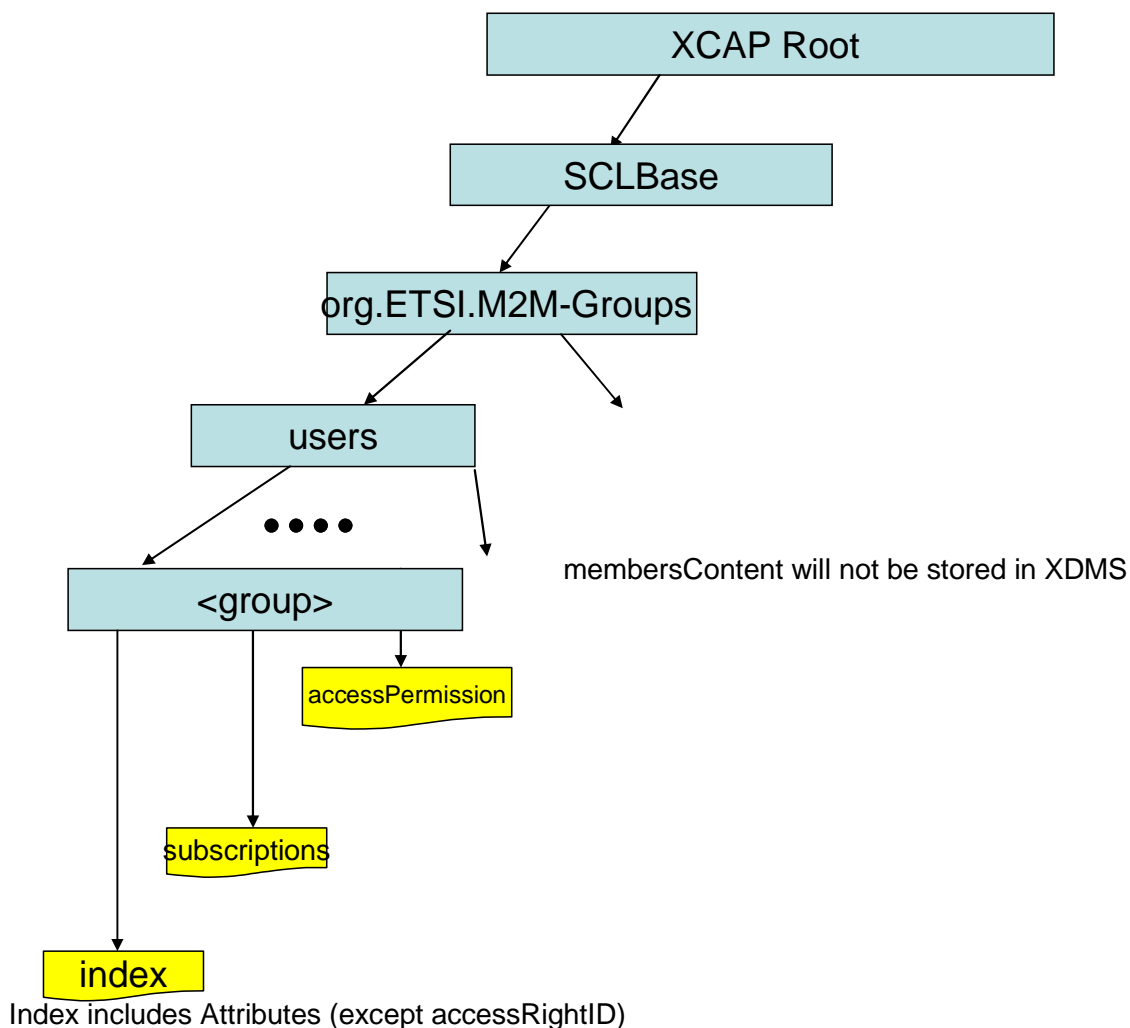 XCAP Root
SCLBase
org.ETSI.M2M-Groups
users
membersContent will not be stored in XDMS
<group>
accessPermission
subscriptions
index
Index includes Attributes (except accessRightID)